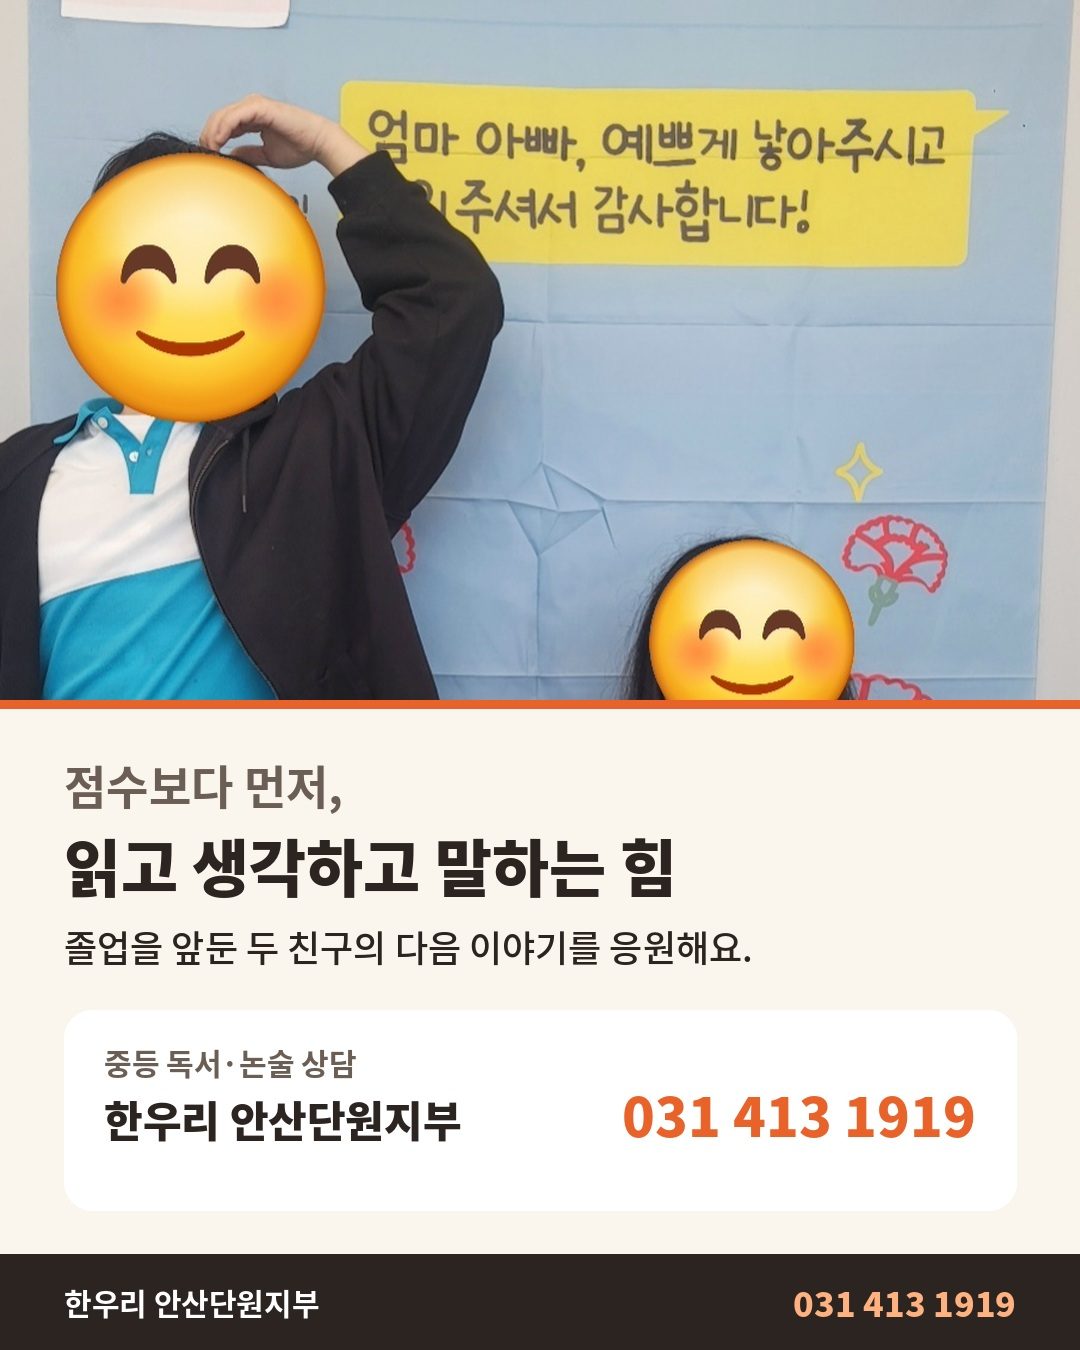 엄마 아빠, 예쁘게 낳아주시고
주셔서 감사합니다!
점수보다 먼저,
읽고 생각하고 말하는 힘
졸업을 앞둔 두 친구의 다음 이야기를 응원해요.
중등 독서·논술 상담
한우리 안산단원지부
031 413 1919
한우리 안산단원지부
031 413 1919